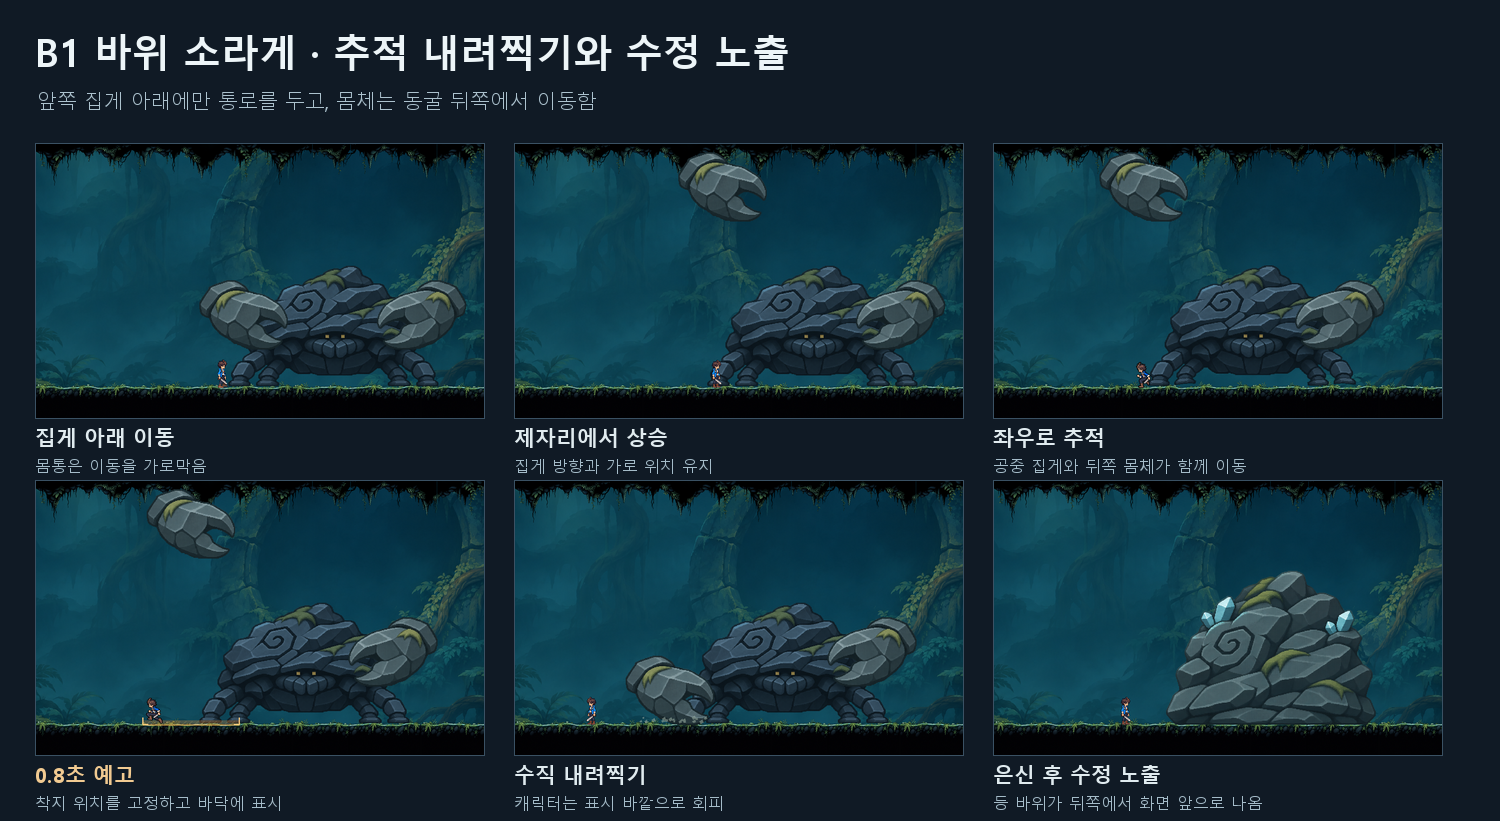 B1 바위 소라게 · 추적 내려찍기와 수정 노출
앞쪽 집게 아래에만 통로를 두고, 몸체는 동굴 뒤쪽에서 이동함
집게 아래 이동
몸통은 이동을 가로막음
제자리에서 상승
집게 방향과 가로 위치 유지
좌우로 추적
공중 집게와 뒤쪽 몸체가 함께 이동
0.8초 예고
착지 위치를 고정하고 바닥에 표시
수직 내려찍기
캐릭터는 표시 바깥으로 회피
은신 후 수정 노출
등 바위가 뒤쪽에서 화면 앞으로 나옴